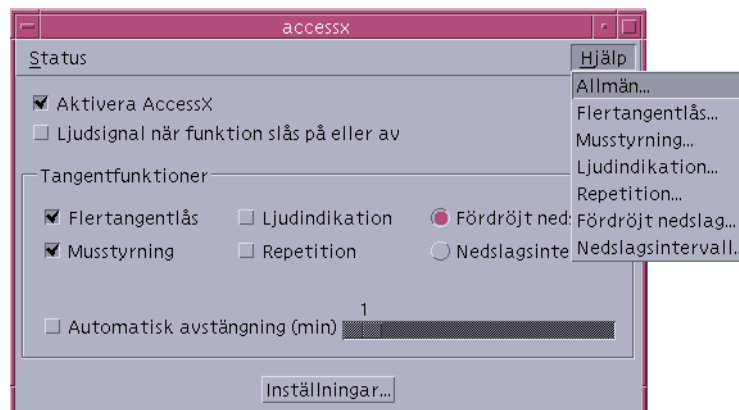 accessx
Status
Hjälp
Allmän...
Flertangentlås...
Musstyrning...
Ljudindikation...
Repetition...
Fördröjt nedslag...
Nedslagsintervall..
Aktivera AccessX
Ljudsignal när funktion slås på eller av
Tangentfunktioner
Flertangentlås
Ljudindikation
Fördröjt neds
Musstyrning
Repetition
Nedslagsinte
1
Automatisk avstängning (min)
Inställningar...